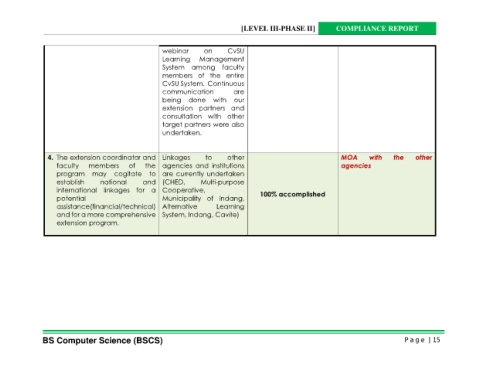 [LEVEL III-PHASE II] COMPLIANCE REPORT
webinar on CvSU
Learning Management
System among faculty
members of the entire
CvSU System. Continuous
communication are
being done with our
extension partners and
consultation with other
target partners were also
undertaken.
4. The extension coordinator and
faculty members of the
program may cogitate to
establish national and
international linkages for a
potential
assistance(financial/technical)
and for a more comprehensive
extension program.
Linkages to other
agencies and institutions
are currently undertaken
(CHED, Multi-purpose
Cooperative,
Municipality of Indang,
Alternative Learning
System, Indang, Cavite)
100% accomplished
MOA with the other
agencies
BS Computer Science (BSCS) Page | 15